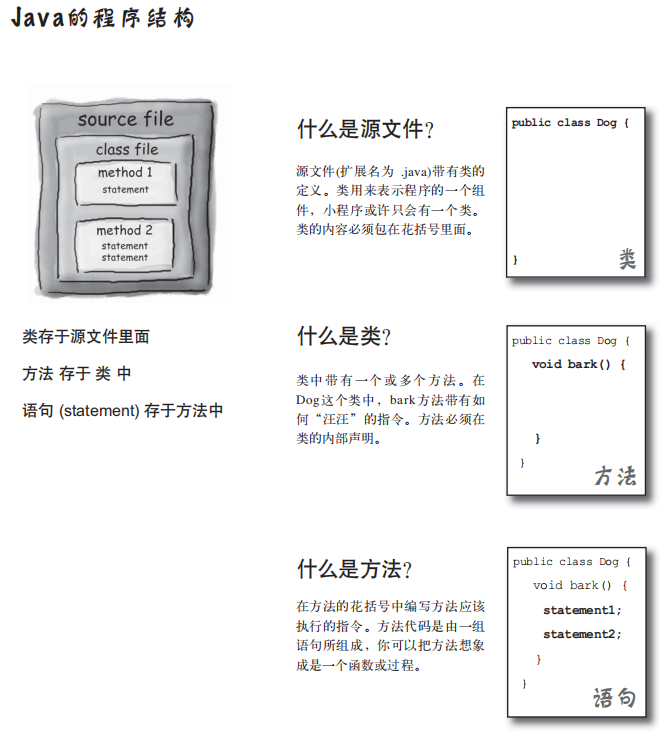 Java的程序结构
source file
class file
method 1
statement
method 2
statement
statement
类存于源文件里面
方法 存于 类 中
语句 (statement) 存于方法中
什么是源文件?
源文件(扩展名为 .java)带有类的
定义。类用来表示程序的一个组
件，小程序或许只会有一个类。
类的内容必须包在花括号里面。
public class Dog {
}
类
什么是类?
类中带有一个或多个方法。在
Dog这个类中，bark方法带有如
何“汪汪”的指令。方法必须在
类的内部声明。
public class Dog {
void bark() {
}
}
方法
什么是方法?
在方法的花括号中编写方法应该
执行的指令。方法代码是由一组
语句所组成，你可以把方法想象
成是一个函数或过程。
public class Dog {
void bark() {
statement1;
statement2;
}
}
语句